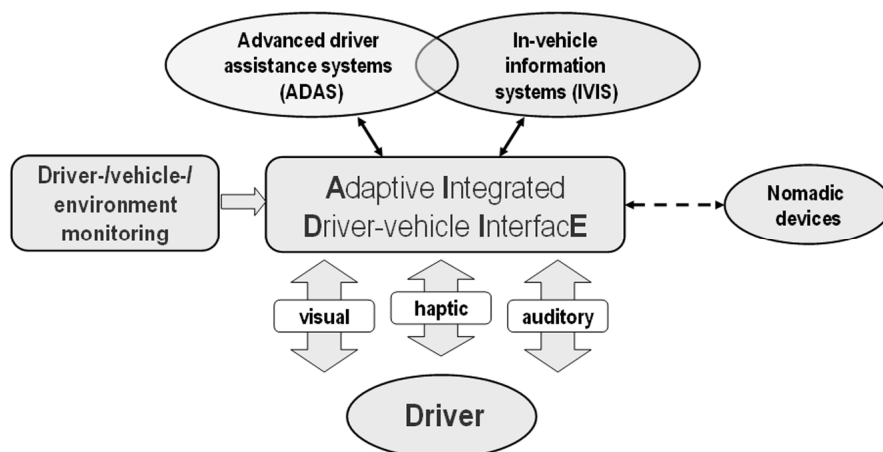 Advanced driver
assistance systems
(ADAS)
In-vehicle
information
systems (IVIS)
Driver-/vehicle-/
environment
monitoring
Adaptive Integrated
Driver-vehicle InterfacE
Nomadic
devices
visual
haptic
auditory
Driver